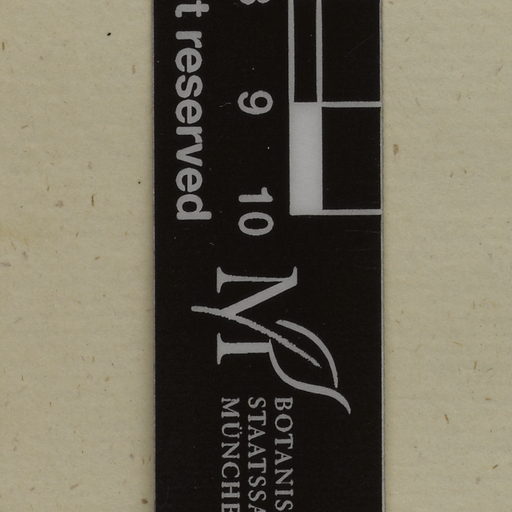 t reserved
8 9 10
BOTANIS
STAATSSA
MÜNCHE